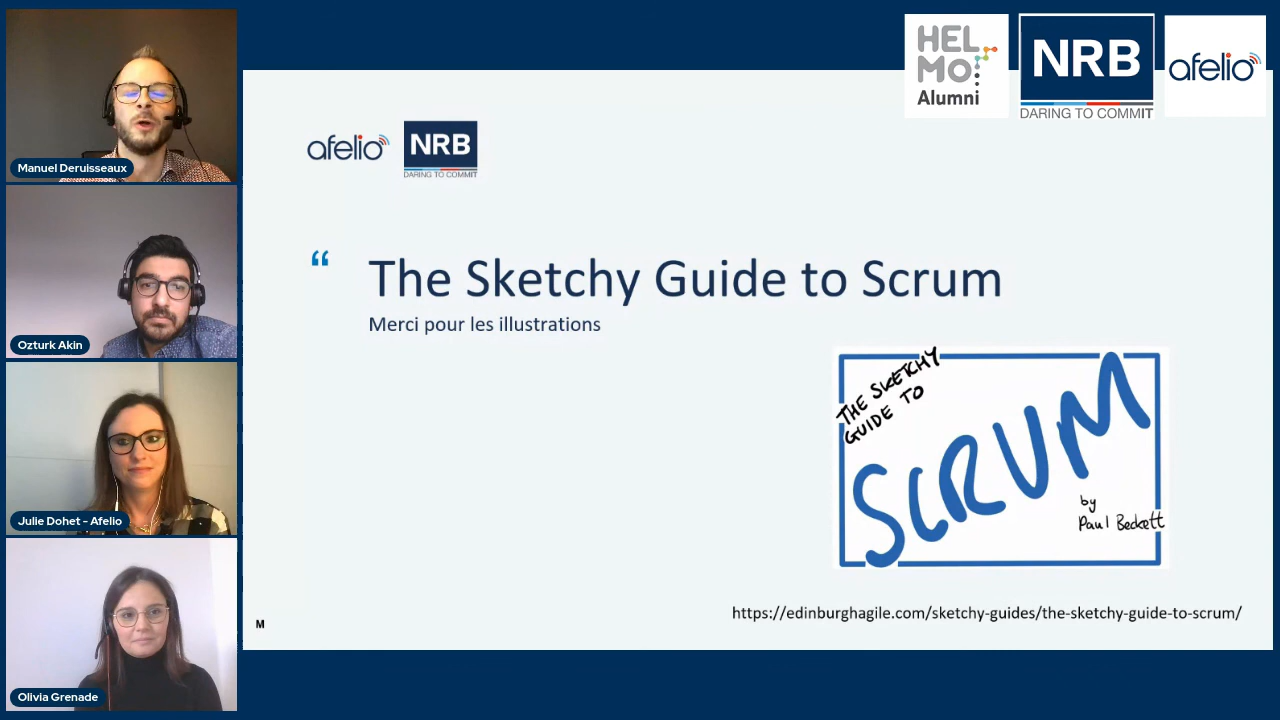 Manuel Deruisseaux
Ozturk Akin
Julie Dohet - Afelio
Olivia Grenade
HEL
MO
Alumni
NRB
DARING TO COMMIT
afelio
afelio
NRB
DARING TO COMMIT
“
The Sketchy Guide to Scrum
Merci pour les illustrations
THE SKETCHY
GUIDE TO
SCRUM
by
Paul Beckett
https://edinburghagile.com/sketchy-guides/the-sketchy-guide-to-scrum/
M